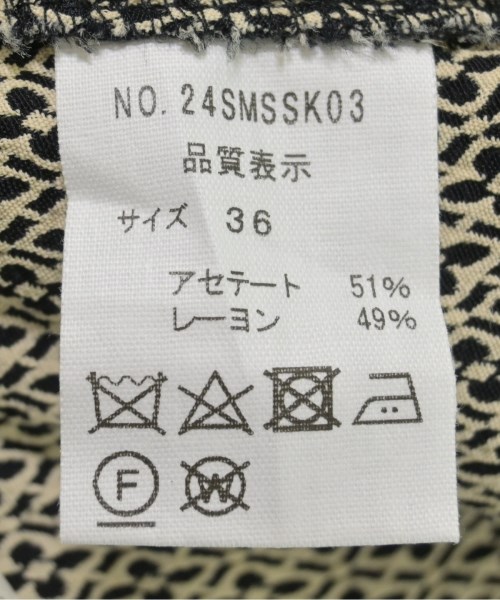 NO. 24SMSSK03
品質表示
サイズ 36
アセテート 51%
レーヨン 49%
F W